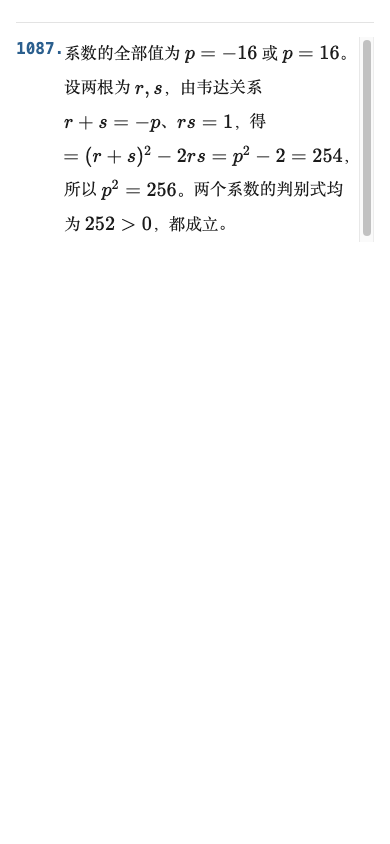 1087. 系数的全部值为 p = −16 或 p = 16。
设两根为 r, s，由韦达关系
r + s = −p、rs = 1，得
= (r + s)² − 2rs = p² − 2 = 254，
所以 p² = 256。两个系数的判别式均
为 252 > 0，都成立。